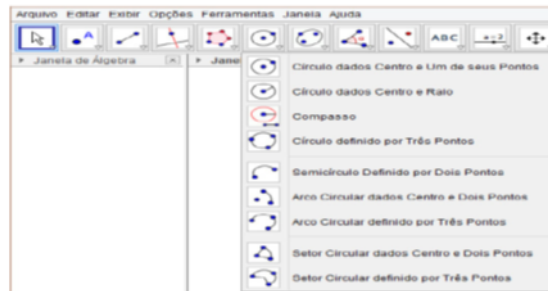 Arquivo Editar Exibir Opções Ferramentas Janela Ajuda
A ABC a=2
Janela de Álgebra Jane
Círculo dados Centro e Um de seus Pontos
Círculo dados Centro e Raio
Compasso
Círculo definido por Três Pontos
Semicírculo Definido por Dois Pontos
Arco Circular dados Centro e Dois Pontos
Arco Circular definido por Três Pontos
Setor Circular dados Centro e Dois Pontos
Setor Circular definido por Três Pontos